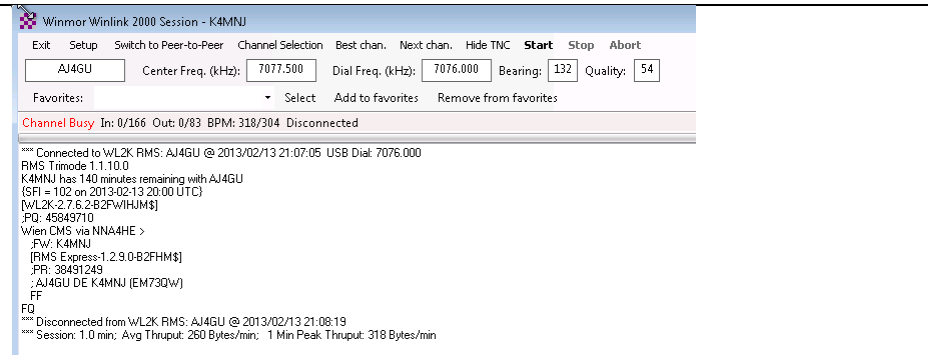 Winmor Winlink 2000 Session - K4MNJ
Exit Setup Switch to Peer-to-Peer Channel Selection Best chan. Next chan. Hide TNC Start Stop Abort
AJ4GU Center Freq. (kHz): 7077.500 Dial Freq. (kHz): 7076.000 Bearing: 132 Quality: 54
Favorites: Select Add to favorites Remove from favorites
Channel Busy In: 0/166 Out: 0/83 BPM: 318/304 Disconnected
*** Connected to WL2K RMS: AJ4GU @ 2013/02/13 21:07:05 USB Dial: 7076.000
RMS Trimode 1.1.10.0
K4MNJ has 140 minutes remaining with AJ4GU
{SFI = 102 on 2013-02-13 20:00 UTC}
[WL2K-2.7.6.2-B2FWIHJM$]
;PQ: 45849710
Wien CMS via NNA4HE >
;FW: K4MNJ
[RMS Express-1.2.9.0-B2FHM$]
;PR: 38491249
; AJ4GU DE K4MNJ (EM73QW)
FF
FQ
*** Disconnected from WL2K RMS: AJ4GU @ 2013/02/13 21:08:19
*** Session: 1.0 min; Avg Thruput: 260 Bytes/min; 1 Min Peak Thruput: 318 Bytes/min